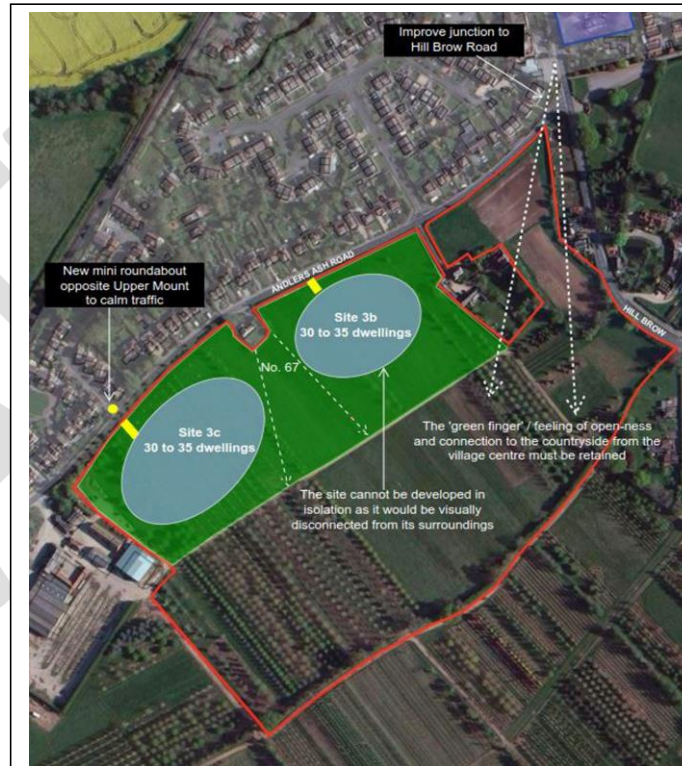 Improve junction to
Hill Brow Road
New mini roundabout
opposite Upper Mount
to calm traffic
ANDLERS ASH ROAD
HILL BROW
Site 3b
30 to 35 dwellings
No. 67
Site 3c
30 to 35 dwellings
The 'green finger' / feeling of open-ness
and connection to the countryside from the
village centre must be retained
The site cannot be developed in
isolation as it would be visually
disconnected from its surroundings